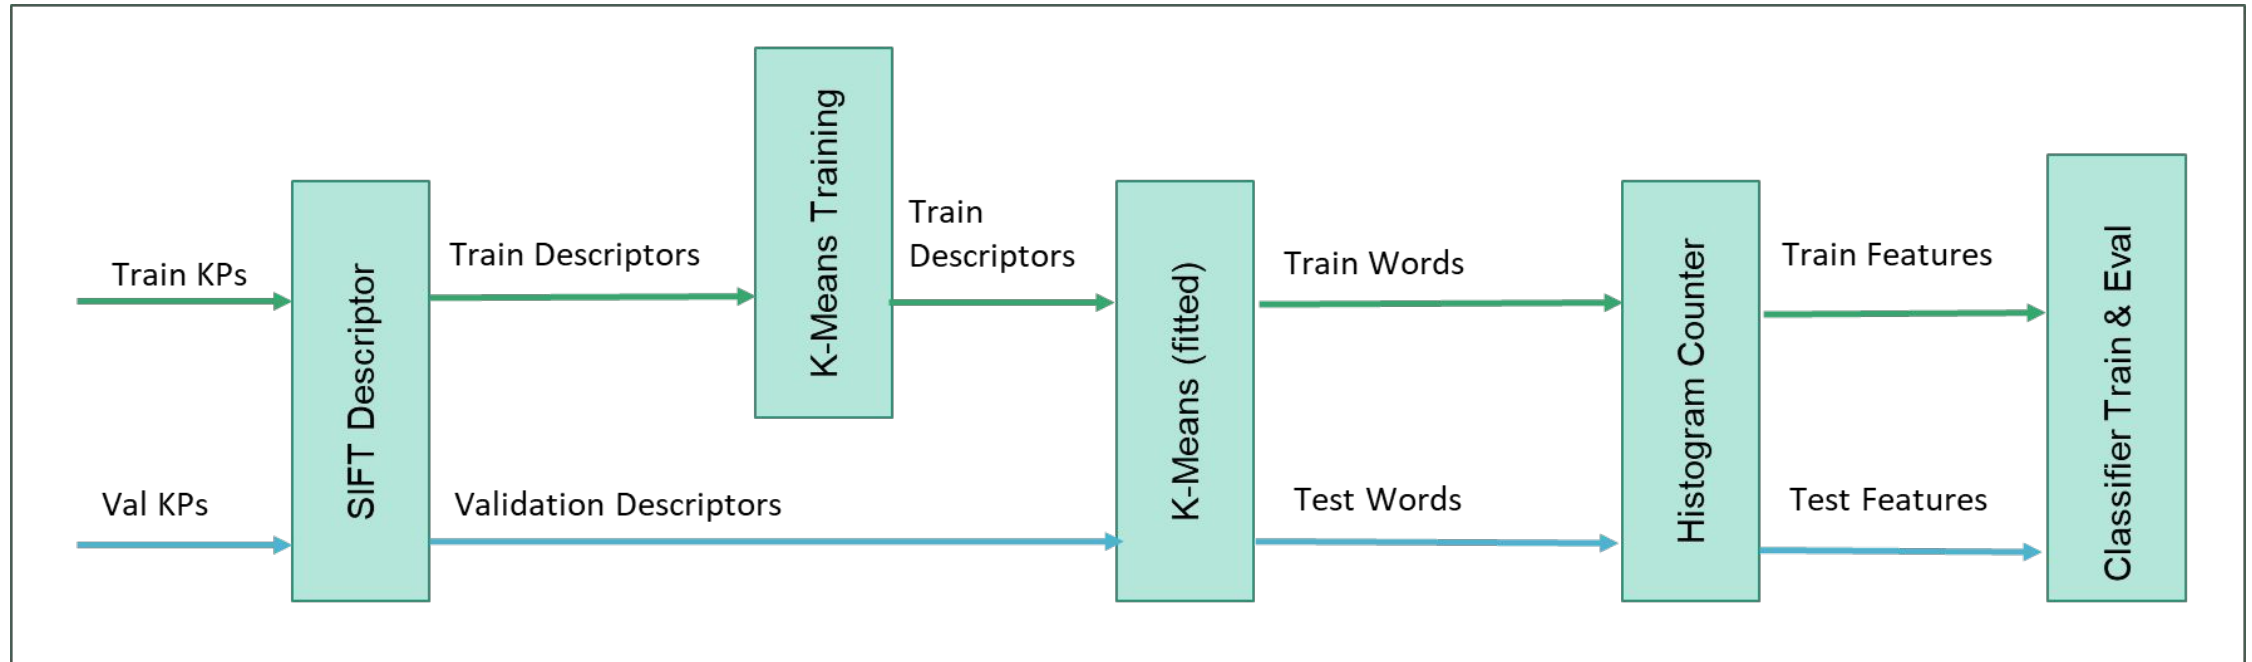 Train KPs
Val KPs
SIFT Descriptor
Train Descriptors
Validation Descriptors
K-Means Training
Train
Descriptors
K-Means (fitted)
Train Words
Test Words
Histogram Counter
Train Features
Test Features
Classifier Train & Eval